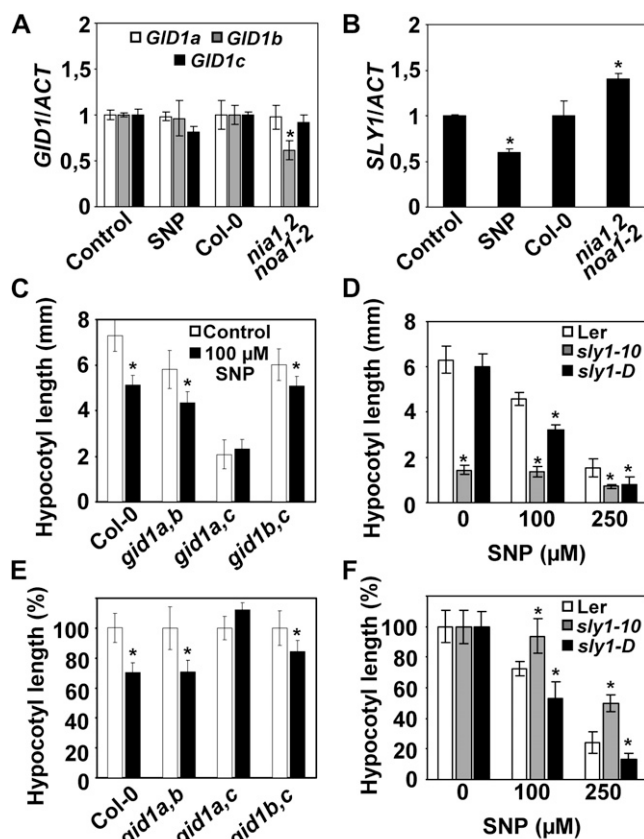 A
GID1/ACT
GID1a GID1b
GID1c
2
1,5
1
0,5
0
*
Control SNP Col-0 nia1,2 noa1-2
B
SLY1/ACT
2
1,5
1
0,5
0
* *
Control SNP Col-0 nia1,2 noa1-2
C
Hypocotyl length (mm)
Control
100 µM
SNP
8
6
4
2
0
* * *
Col-0 gid1a,b gid1a,c gid1b,c
D
Hypocotyl length (mm)
Ler
sly1-10
sly1-D
8
6
4
2
0
* * * * *
0 100 250
SNP (µM)
E
Hypocotyl length (%)
100
80
60
40
20
0
* * *
Col-0 gid1a,b gid1a,c gid1b,c
F
Hypocotyl length (%)
Ler
sly1-10
sly1-D
100
80
60
40
20
0
* * * *
0 100 250
SNP (µM)